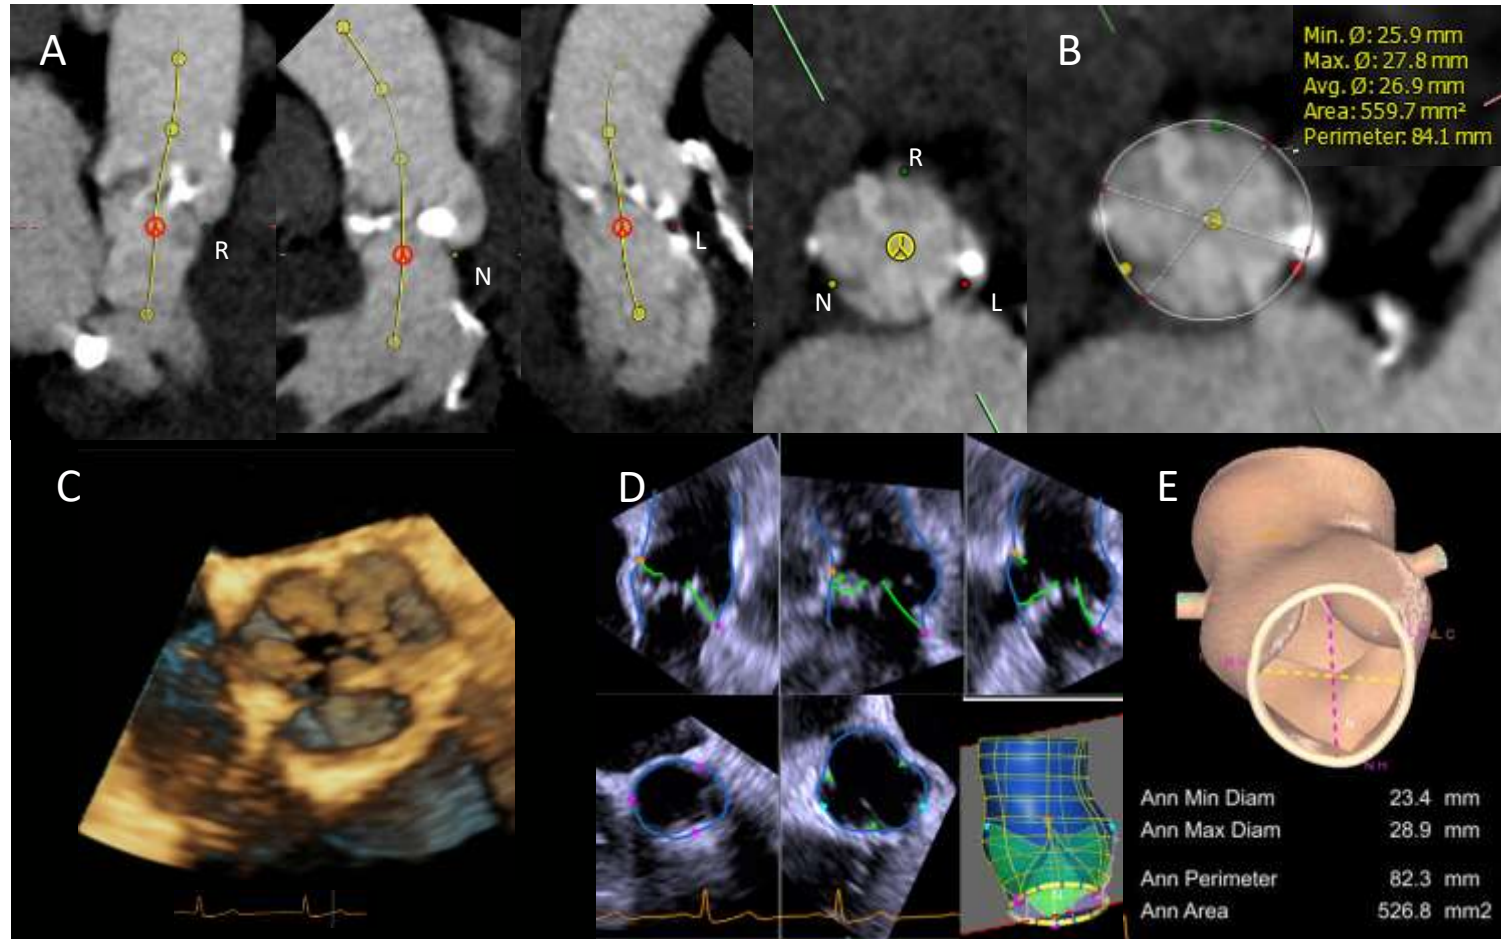 A
R
N
L
R
N
L
B
Min. Ø: 25.9 mm
Max. Ø: 27.8 mm
Avg. Ø: 26.9 mm
Area: 559.7 mm²
Perimeter: 84.1 mm
C
D
E
N H
Ann Min Diam 23.4 mm
Ann Max Diam 28.9 mm
Ann Perimeter 82.3 mm
Ann Area 526.8 mm2